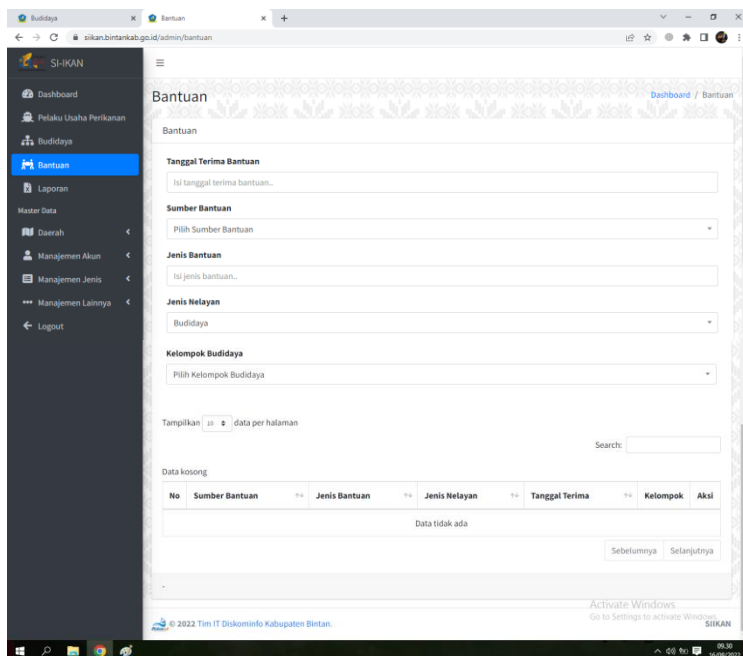 Budidaya
Bantuan
siikan.bintankab.go.id/admin/bantuan
SI-IKAN
Dashboard
Pelaku Usaha Perikanan
Budidaya
Bantuan
Laporan
Master Data
Daerah
Manajemen Akun
Manajemen Jenis
Manajemen Lainnya
Logout
Bantuan
Dashboard / Bantuan
Bantuan
Tanggal Terima Bantuan
Isi tanggal terima bantuan..
Sumber Bantuan
Pilih Sumber Bantuan
Jenis Bantuan
Isi jenis bantuan..
Jenis Nelayan
Budidaya
Kelompok Budidaya
Pilih Kelompok Budidaya
Tampilkan 10 data per halaman
Search:
Data kosong
No Sumber Bantuan Jenis Bantuan Jenis Nelayan Tanggal Terima Kelompok Aksi
Data tidak ada
Sebelumnya Selanjutnya
-
Activate Windows
Go to Settings to activate Windows.
© 2022 Tim IT Diskominfo Kabupaten Bintan.
SIIKAN
09.30
16/09/2022